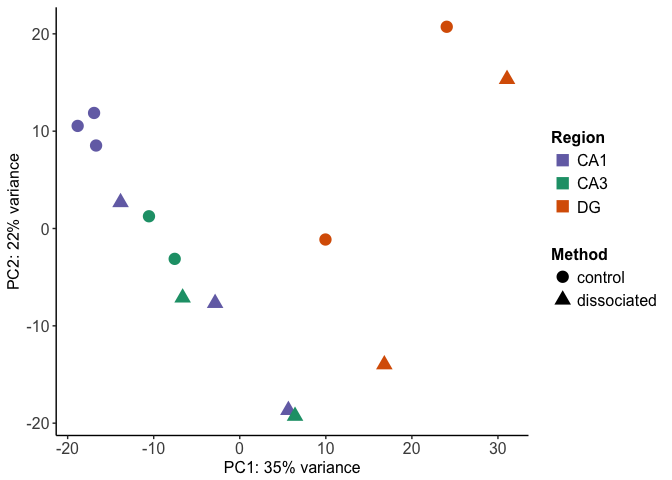 20
10
0
-10
-20
PC2: 22% variance
-20
-10
0
10
20
30
PC1: 35% variance
Region
CA1
CA3
DG
Method
control
dissociated